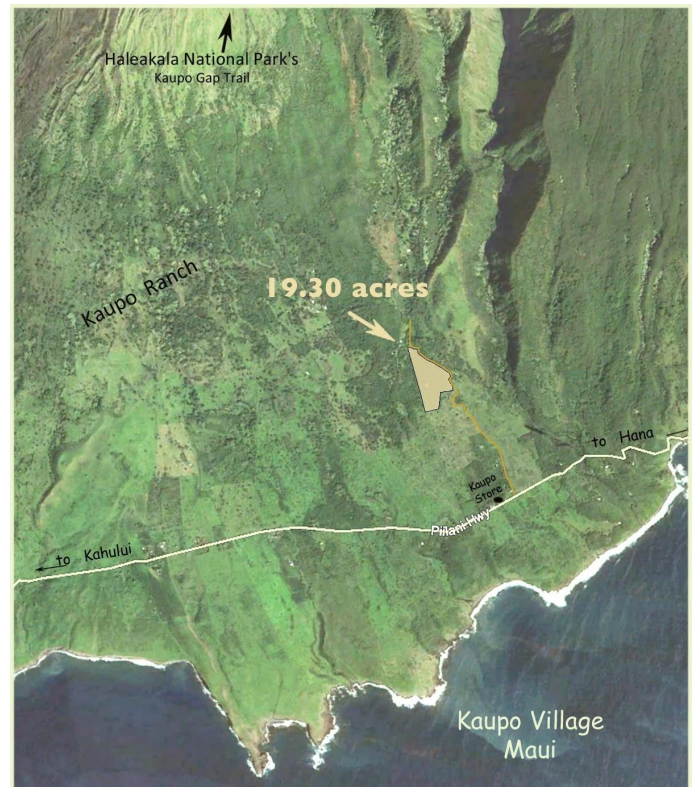 Haleakala National Park's
Kaupo Gap Trail
Kaupo Ranch
19.30 acres
to Hana
Kaupo
Store
Piilani Hwy
to Kahului
Kaupo Village
Maui